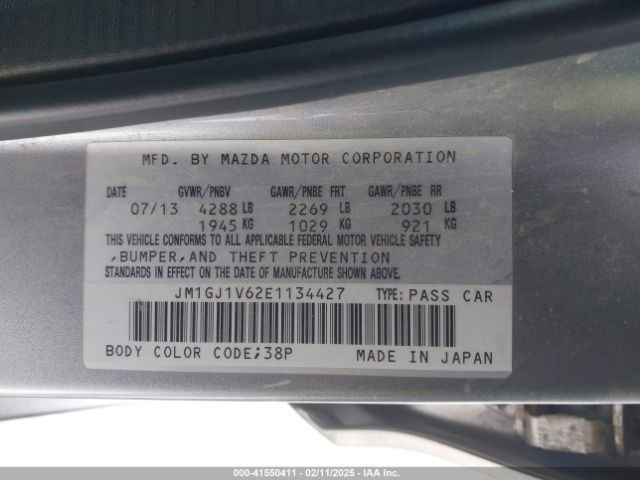 MFD. BY MAZDA MOTOR CORPORATION
DATE GVWR/PNBV GAWR/PNBE FRT GAWR/PNBE RR
07/13 4288 LB 2269 LB 2030 LB
1945 KG 1029 KG 921 KG
THIS VEHICLE CONFORMS TO ALL APPLICABLE FEDERAL MOTOR VEHICLE SAFETY
,BUMPER,AND THEFT PREVENTION
STANDARDS IN EFFECT ON THE DATE OF MANUFACTURE SHOWN ABOVE.
JM1GJ1V62E1134427 TYPE: PASS CAR
BODY COLOR CODE;38P MADE IN JAPAN
000-41550411 - 02/11/2025 - IAA Inc.